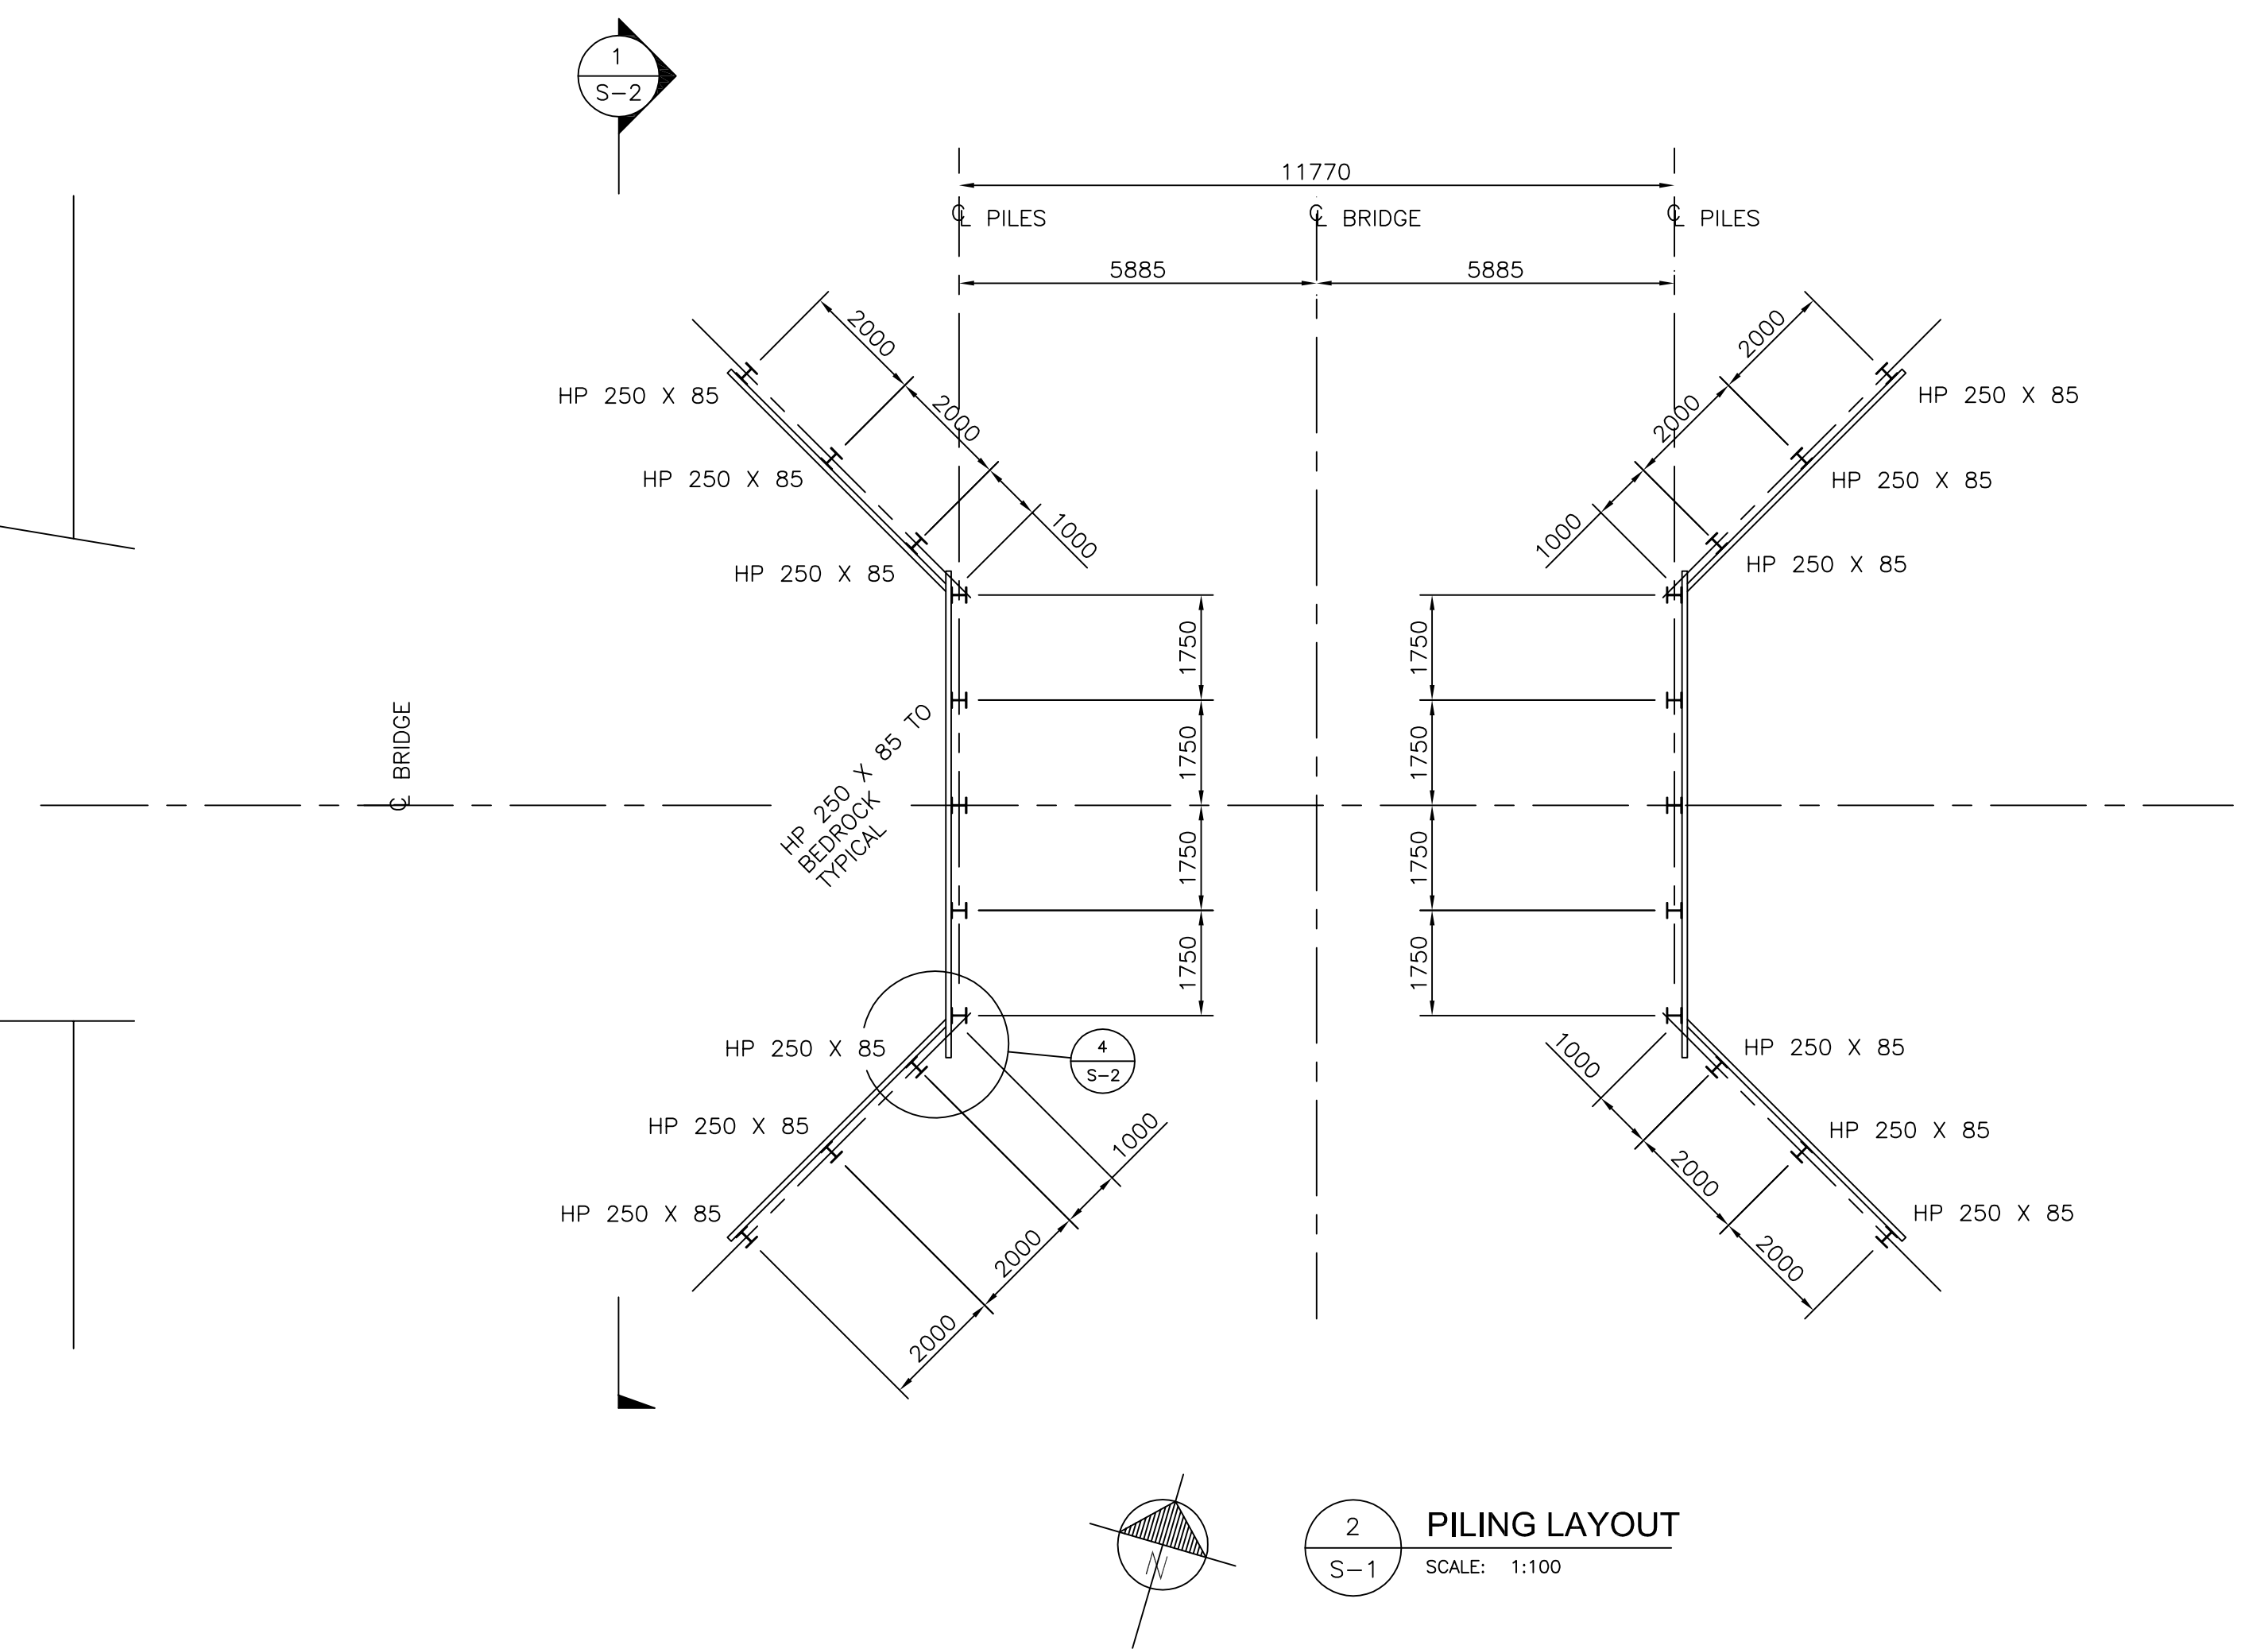 1
S-2
11770
℄ PILES
℄ BRIDGE
℄ PILES
5885
5885
2000
2000
1000
2000
2000
1000
HP 250 X 85
HP 250 X 85
HP 250 X 85
HP 250 X 85
HP 250 X 85
HP 250 X 85
1750
1750
1750
1750
1750
1750
1750
1750
℄ BRIDGE
HP 250 X 85 TO
BEDROCK
TYPICAL
HP 250 X 85
HP 250 X 85
HP 250 X 85
4
S-2
HP 250 X 85
HP 250 X 85
HP 250 X 85
1000
2000
2000
1000
2000
2000
N
2
S-1
PILING LAYOUT
SCALE: 1:100